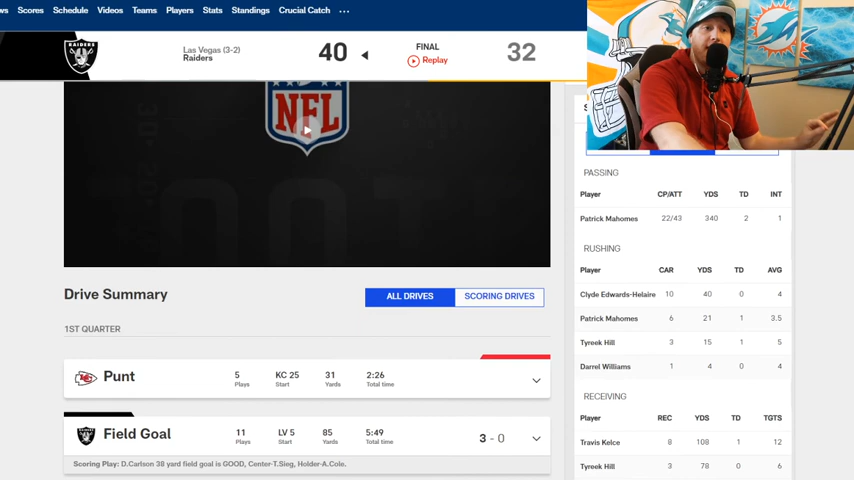 ws Scores Schedule Videos Teams Players Stats Standings Crucial Catch ...
RAIDERS
Las Vegas (3-2)
Raiders
40
FINAL
Replay
32
NFL
Drive Summary
ALL DRIVES
SCORING DRIVES
1ST QUARTER
KC
Punt
5
Plays
KC 25
Start
31
Yards
2:26
Total time
Field Goal
11
Plays
LV 5
Start
85
Yards
5:49
Total time
3 - 0
Scoring Play: D.Carlson 38 yard field goal is GOOD, Center-T.Sieg, Holder-A.Cole.
PASSING
Player CP/ATT YDS TD INT
Patrick Mahomes 22/43 340 2 1
RUSHING
Player CAR YDS TD AVG
Clyde Edwards-Helaire 10 40 0 4
Patrick Mahomes 6 21 1 3.5
Tyreek Hill 3 15 1 5
Darrel Williams 1 4 0 4
RECEIVING
Player REC YDS TD TGTS
Travis Kelce 8 108 1 12
Tyreek Hill 3 78 0 6